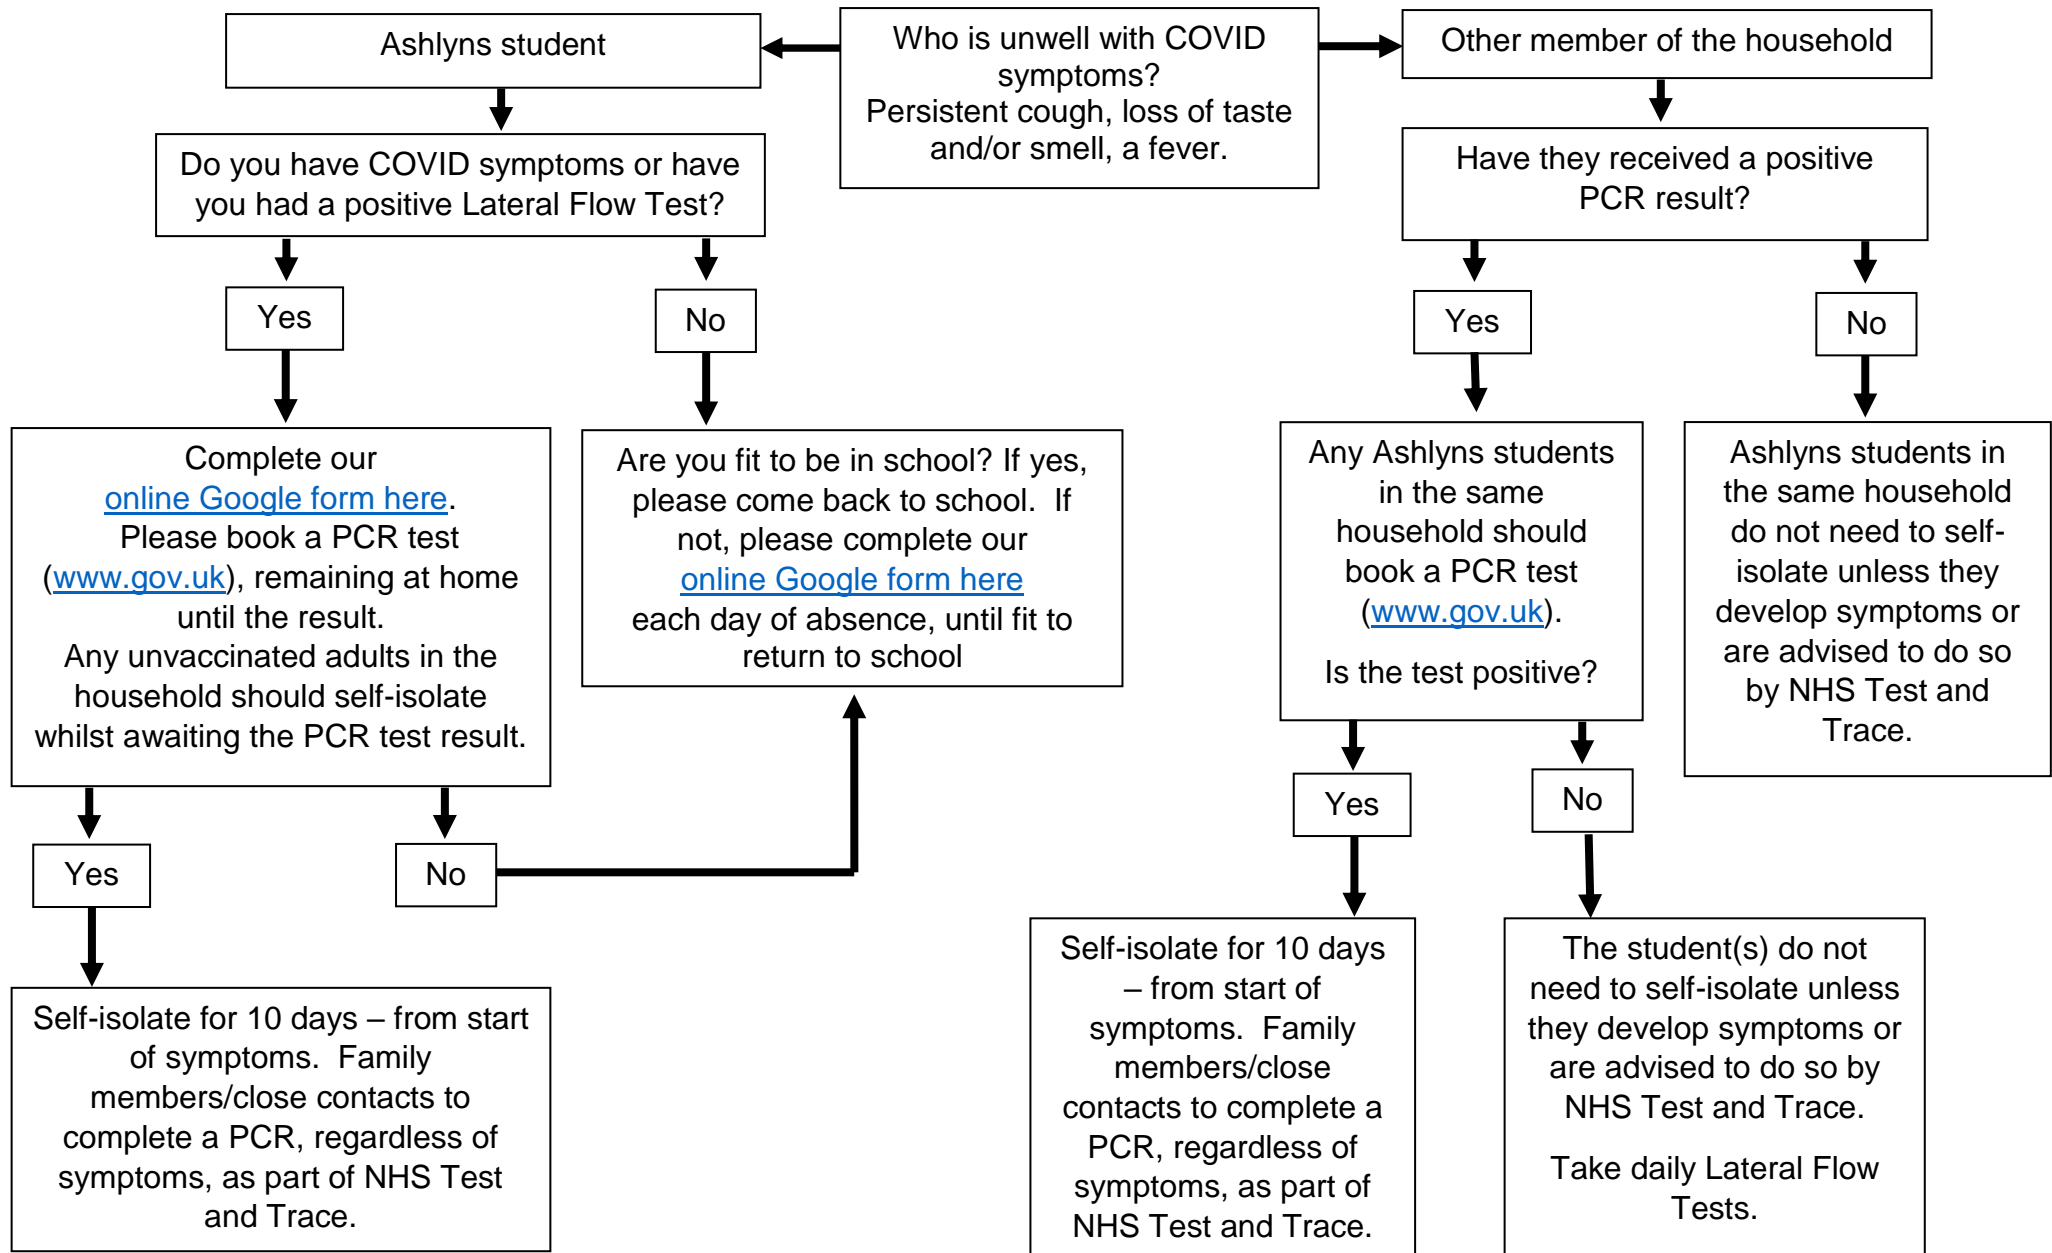 Ashlyns student
Who is unwell with COVID
symptoms?
Persistent cough, loss of taste
and/or smell, a fever.
Other member of the household
Do you have COVID symptoms or have
you had a positive Lateral Flow Test?
Have they received a positive
PCR result?
Yes
No
Yes
No
Complete our
online Google form here.
Please book a PCR test
(www.gov.uk), remaining at home
until the result.
Any unvaccinated adults in the
household should self-isolate
whilst awaiting the PCR test result.
Are you fit to be in school? If yes,
please come back to school.  If
not, please complete our
online Google form here
each day of absence, until fit to
return to school
Any Ashlyns students
in the same
household should
book a PCR test
(www.gov.uk).
Is the test positive?
Ashlyns students in
the same household
do not need to self-
isolate unless they
develop symptoms or
are advised to do so
by NHS Test and
Trace.
Yes
No
Yes
No
Self-isolate for 10 days – from start
of symptoms.  Family
members/close contacts to
complete a PCR, regardless of
symptoms, as part of NHS Test
and Trace.
Self-isolate for 10 days
– from start of
symptoms.  Family
members/close
contacts to complete a
PCR, regardless of
symptoms, as part of
NHS Test and Trace.
The student(s) do not
need to self-isolate unless
they develop symptoms or
are advised to do so by
NHS Test and Trace.
Take daily Lateral Flow
Tests.